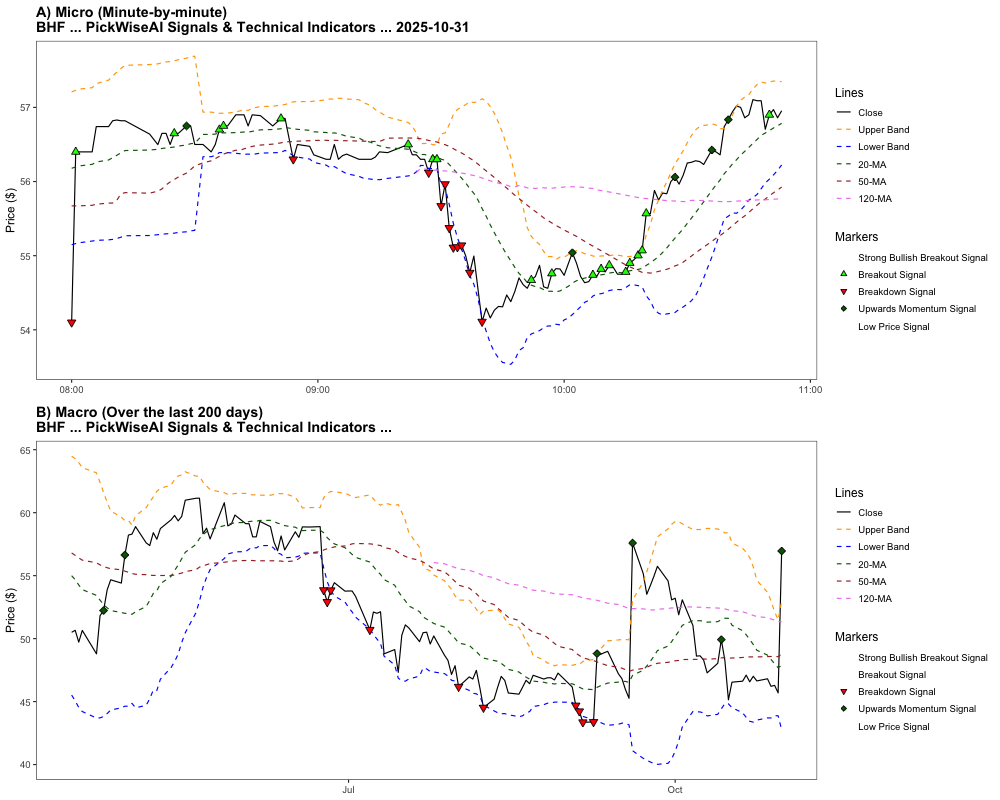 A) Micro (Minute-by-minute)
BHF ... PickWiseAI Signals & Technical Indicators ... 2025-10-31
Price ($)
57
56
55
54
08:00
09:00
10:00
11:00
Lines
Close
Upper Band
Lower Band
20-MA
50-MA
120-MA
Markers
Strong Bullish Breakout Signal
Breakout Signal
Breakdown Signal
Upwards Momentum Signal
Low Price Signal
B) Macro (Over the last 200 days)
BHF ... PickWiseAI Signals & Technical Indicators ...
Price ($)
65
60
55
50
45
40
Jul
Oct
Lines
Close
Upper Band
Lower Band
20-MA
50-MA
120-MA
Markers
Strong Bullish Breakout Signal
Breakout Signal
Breakdown Signal
Upwards Momentum Signal
Low Price Signal